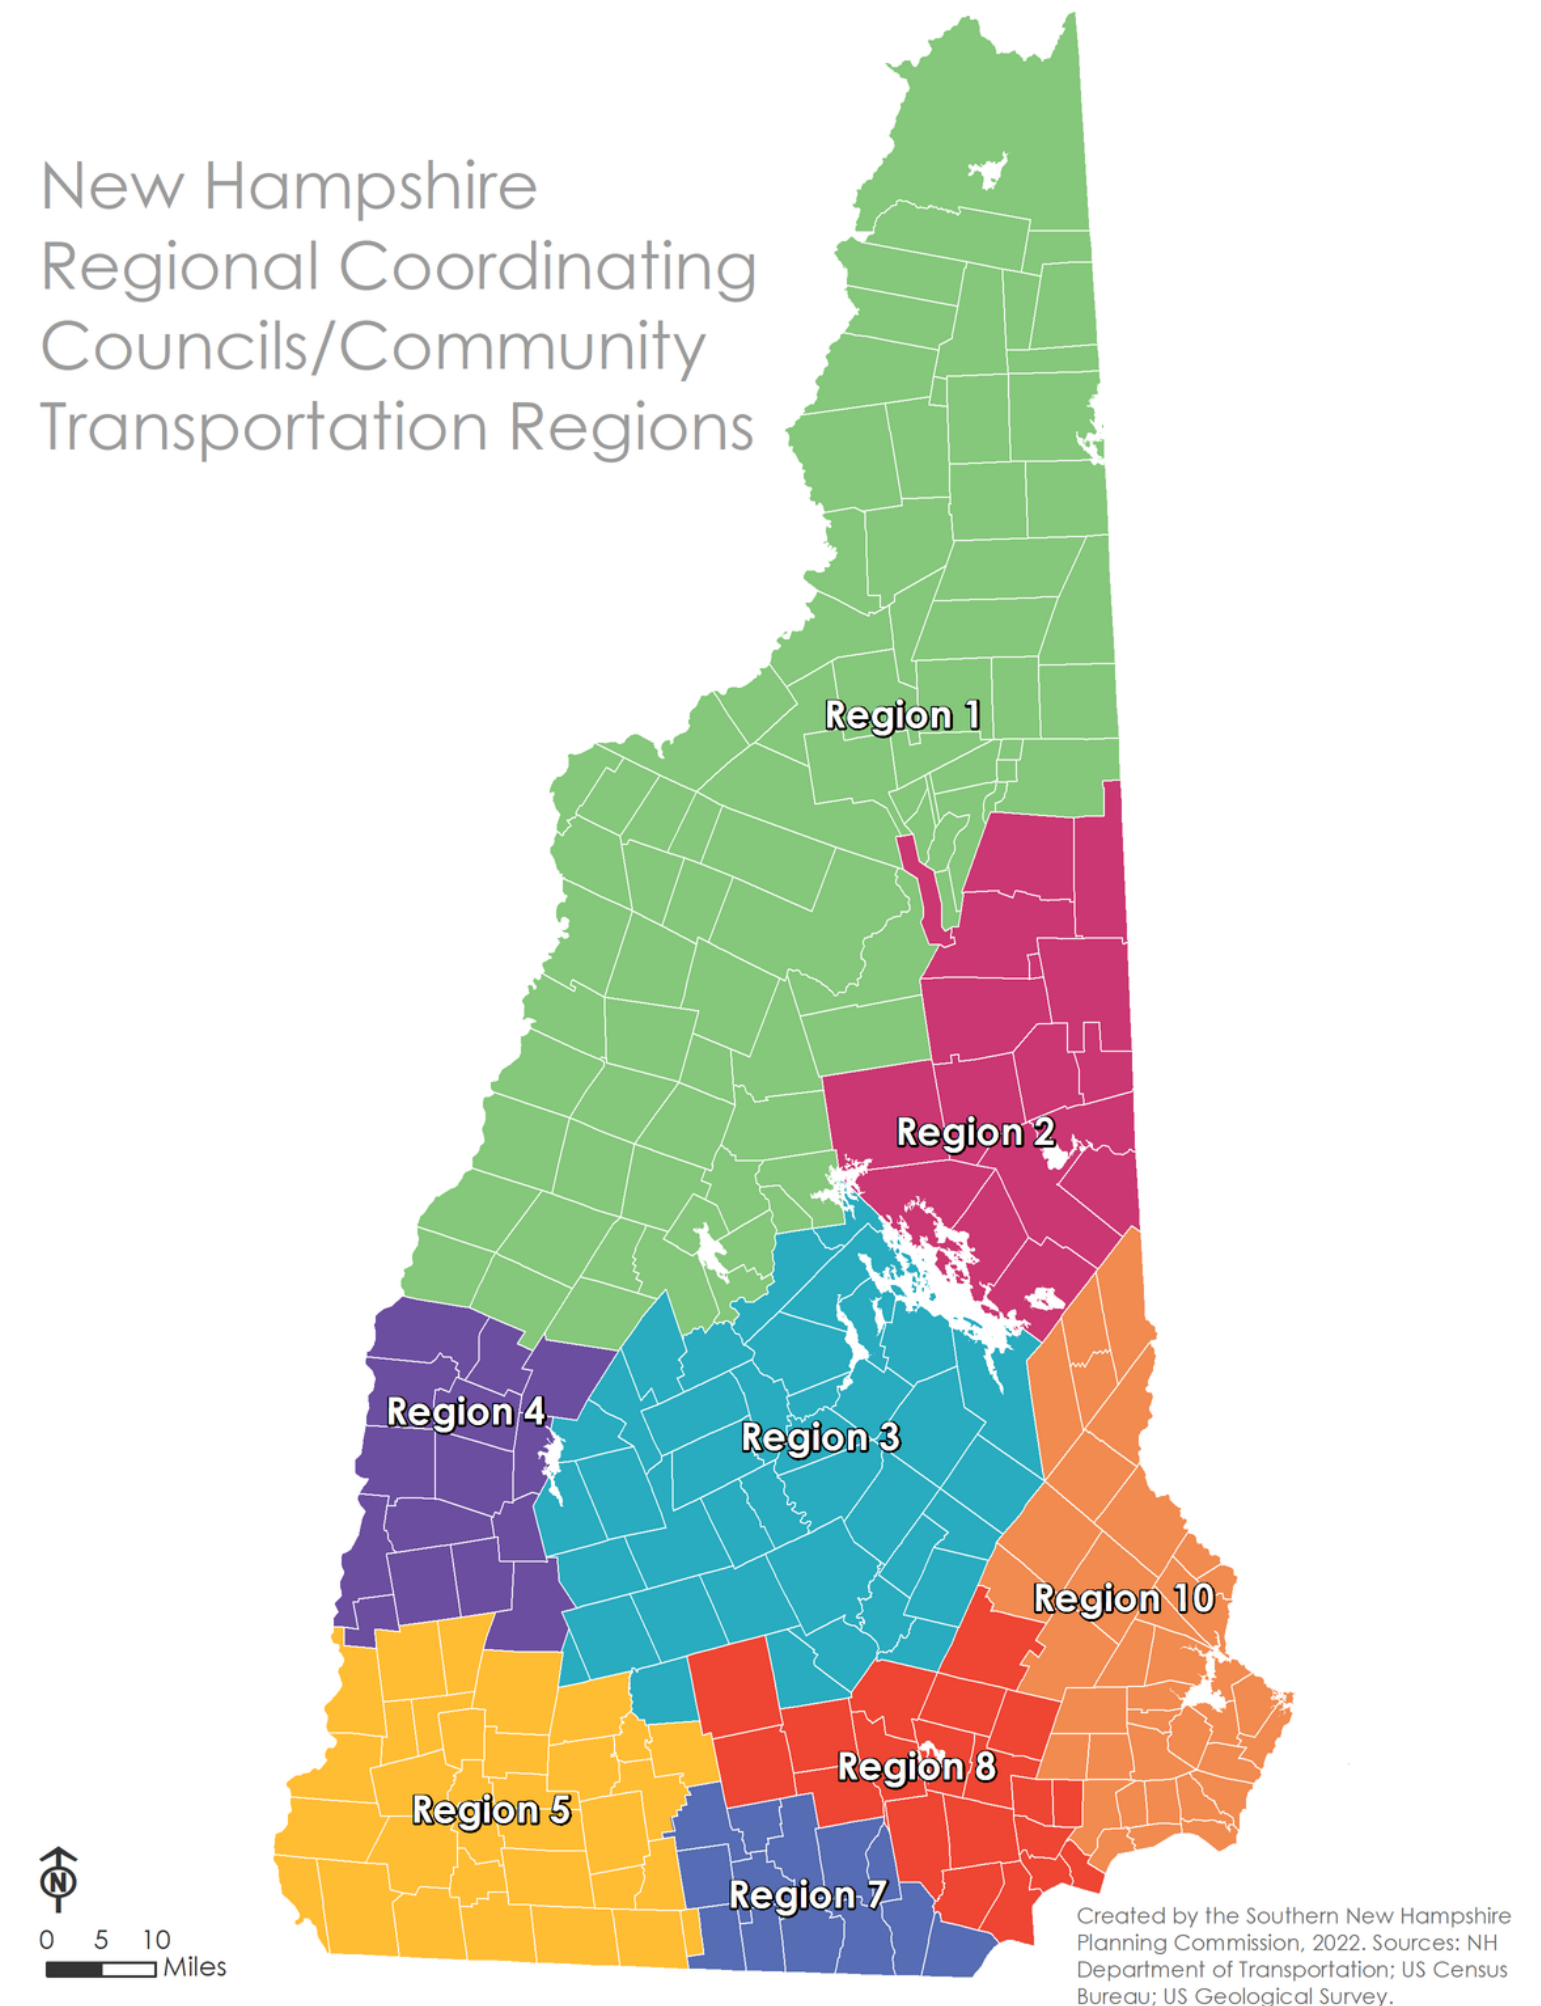 New Hampshire
Regional Coordinating
Councils/Community
Transportation Regions
Region 1
Region 2
Region 4
Region 3
Region 10
Region 8
Region 5
Region 7
N
0 5 10
Miles
Created by the Southern New Hampshire
Planning Commission, 2022. Sources: NH
Department of Transportation; US Census
Bureau; US Geological Survey.